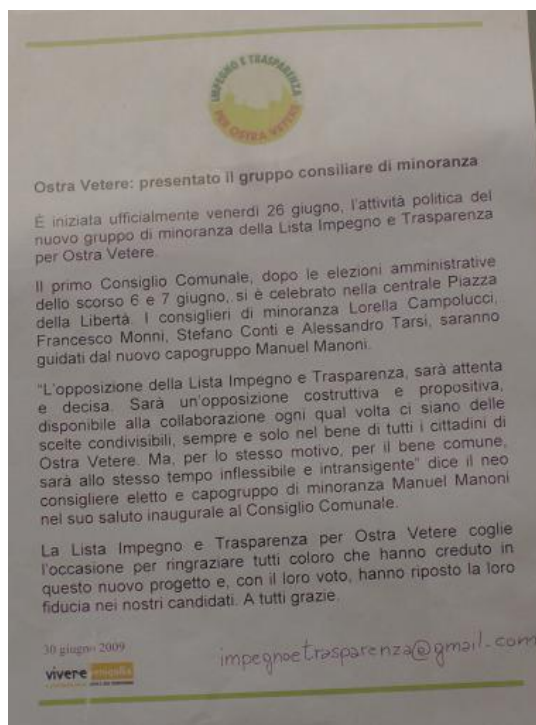 IMPEGNO E TRASPARENZA
PER OSTRA VETERE
Ostra Vetere: presentato il gruppo consiliare di minoranza
È iniziata ufficialmente venerdì 26 giugno, l'attività politica del
nuovo gruppo di minoranza della Lista Impegno e Trasparenza
per Ostra Vetere.
Il primo Consiglio Comunale, dopo le elezioni amministrative
dello scorso 6 e 7 giugno, si è celebrato nella centrale Piazza
della Libertà. I consiglieri di minoranza Lorella Campolucci,
Francesco Monni, Stefano Conti e Alessandro Tarsi, saranno
guidati dal nuovo capogruppo Manuel Manoni.
"L'opposizione della Lista Impegno e Trasparenza, sarà attenta
e decisa. Sarà un'opposizione costruttiva e propositiva,
disponibile alla collaborazione ogni qual volta ci siano delle
scelte condivisibili, sempre e solo nel bene di tutti i cittadini di
Ostra Vetere. Ma, per lo stesso motivo, per il bene comune,
sarà allo stesso tempo inflessibile e intransigente" dice il neo
consigliere eletto e capogruppo di minoranza Manuel Manoni
nel suo saluto inaugurale al Consiglio Comunale.
La Lista Impegno e Trasparenza per Ostra Vetere coglie
l'occasione per ringraziare tutti coloro che hanno creduto in
questo nuovo progetto e, con il loro voto, hanno riposto la loro
fiducia nei nostri candidati. A tutti grazie.
30 giugno 2009
impegnoetrasparenza@gmail.com
vivere senigallia